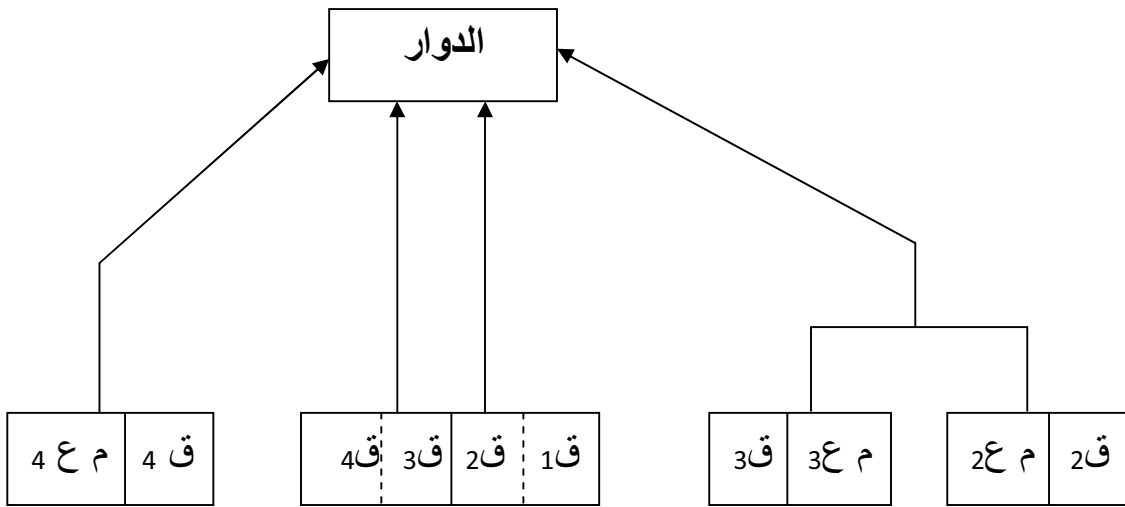 الدوار
ق2 م ع2
ق3 م ع3
ق1 ق2 ق3 ق4
ق 4 م ع 4